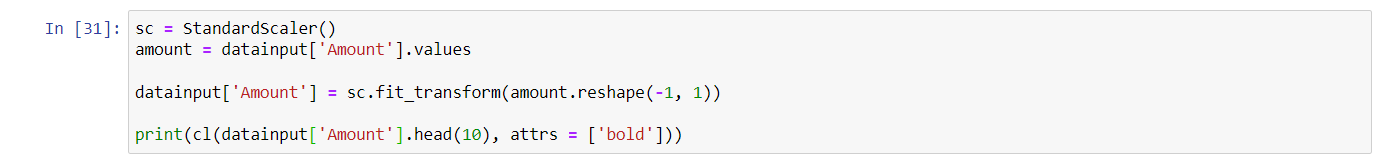 In [31]: sc = StandardScaler()
amount = datainput['Amount'].values
datainput['Amount'] = sc.fit_transform(amount.reshape(-1, 1))
print(cl(datainput['Amount'].head(10), attrs = ['bold']))